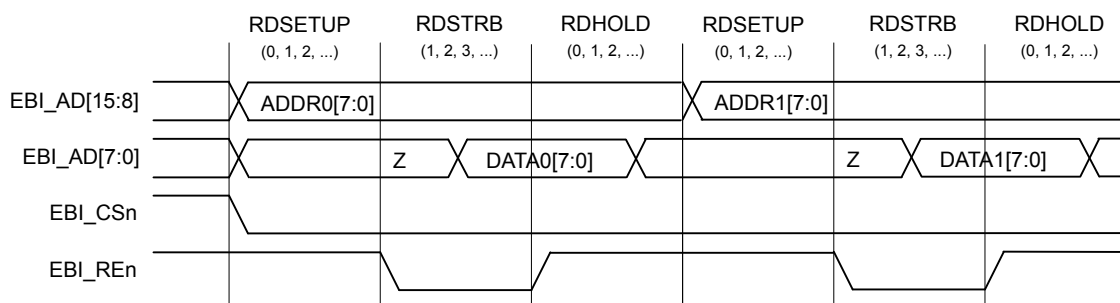 RDSETUP RDSTRB RDHOLD RDSETUP RDSTRB RDHOLD
(0, 1, 2, ...) (1, 2, 3, ...) (0, 1, 2, ...) (0, 1, 2, ...) (1, 2, 3, ...) (0, 1, 2, ...)
EBI_AD[15:8] ADDR0[7:0] ADDR1[7:0]
EBI_AD[7:0] Z DATA0[7:0] Z DATA1[7:0]
EBI_CSn
EBI_REn